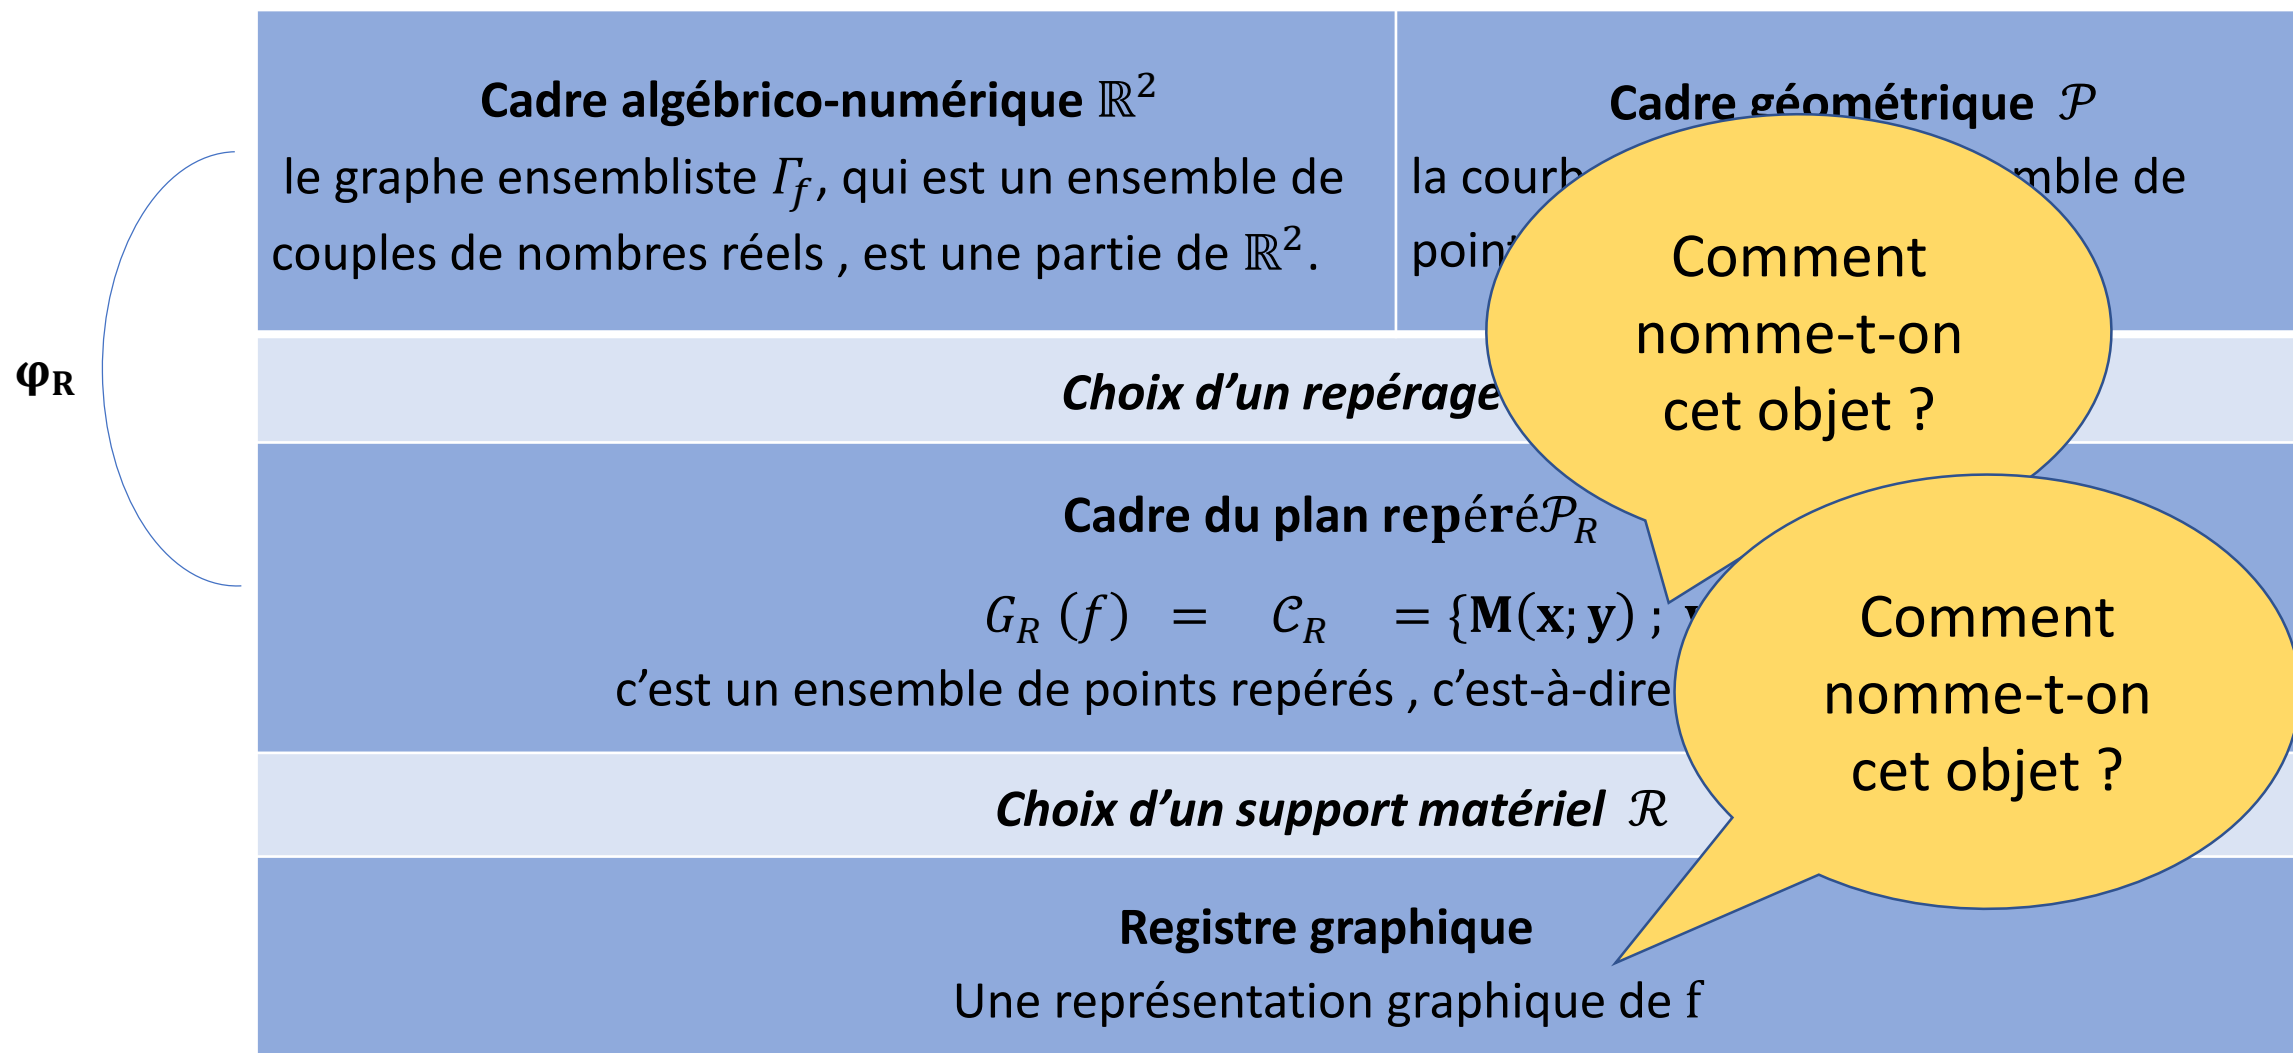 Cadre algébrico-numérique ℝ²
le graphe ensembliste Γf, qui est un ensemble de
couples de nombres réels , est une partie de ℝ².
Cadre géométrique 𝒫
la
mble de
φR
Choix d’un repérage
Cadre du plan repéré𝒫R
GR (f) = 𝒞R = {M(x; y) ;
c’est un ensemble de points repérés , c’est-à-dire
Choix d’un support matériel ℛ
Registre graphique
Une représentation graphique de f
Comment
nomme-t-on
cet objet ?
Comment
nomme-t-on
cet objet ?